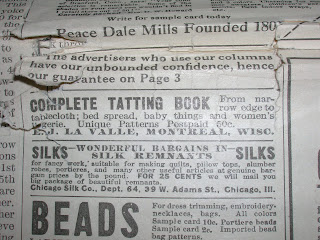 Write for sample card today
Peace Dale Mills Founded 180
The advertisers who use our columns
have our unbounded confidence, hence
our guarantee on Page 3
COMPLETE TATTING BOOK From nar-
row edge to
tablecloth; bed spread, baby things and women's
lingerie. Unique Patterns Postpaid 50c.
E. J. LA VALLE, MONTREAL, WISC.
SILKS—WONDERFUL BARGAINS IN—SILKS
SILK REMNANTS
for fancy work, suitable for making quilts, pillow tops, slumber
robes, portieres, and many other useful articles at genuine bar-
gain prices by the pound. FOR 25 CENTS we will mail you
big package of beautiful remnants.
Chicago Silk Co., Dept. 64, 39 W. Adams St., Chicago, Ill.
BEADS
For dress trimming, embroidery,
necklaces, bags. All colors
Sample card 10c. Portiere beads
Sample card 2c. Imported bead
bag patterns.